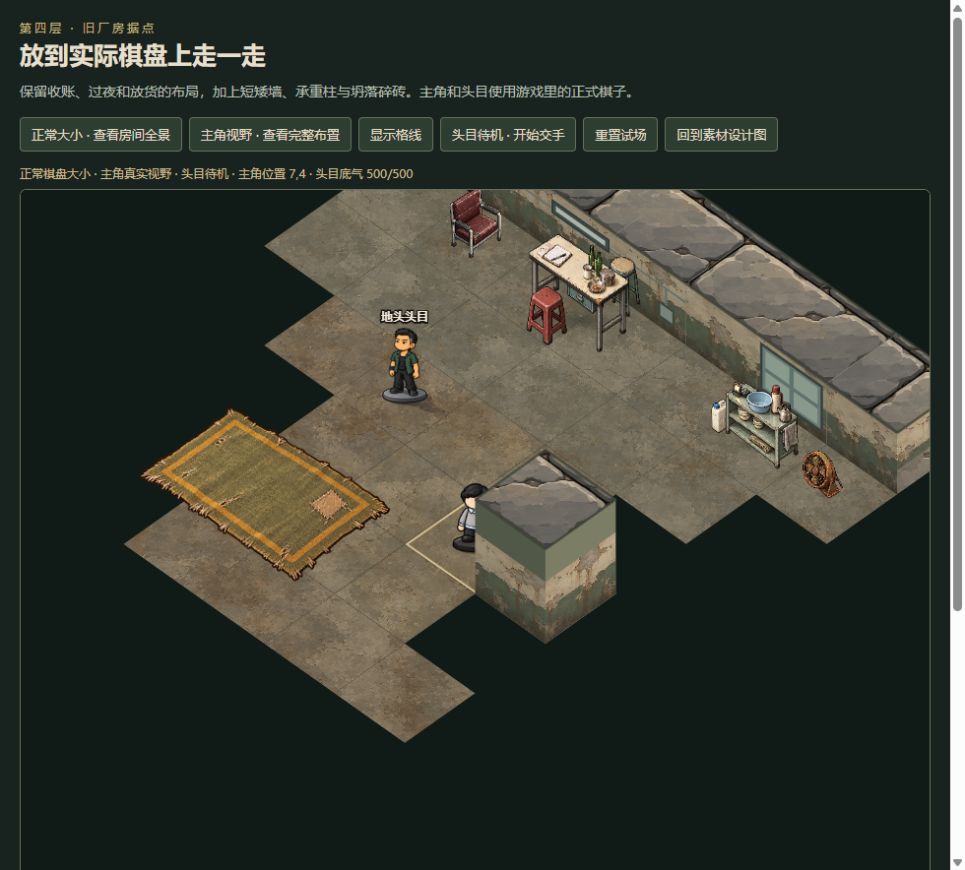 第四层 · 旧厂房据点
放到实际棋盘上走一走
保留收账、过夜和放货的布局，加上短矮墙、承重柱与坍落碎砖。主角和头目使用游戏里的正式棋子。
正常大小 · 查看房间全景 主角视野 · 查看完整布置 显示格线 头目待机 · 开始交手 重置试场 回到素材设计图
正常棋盘大小 · 主角真实视野 · 头目待机 · 主角位置 7,4 · 头目底气 500/500
地头头目